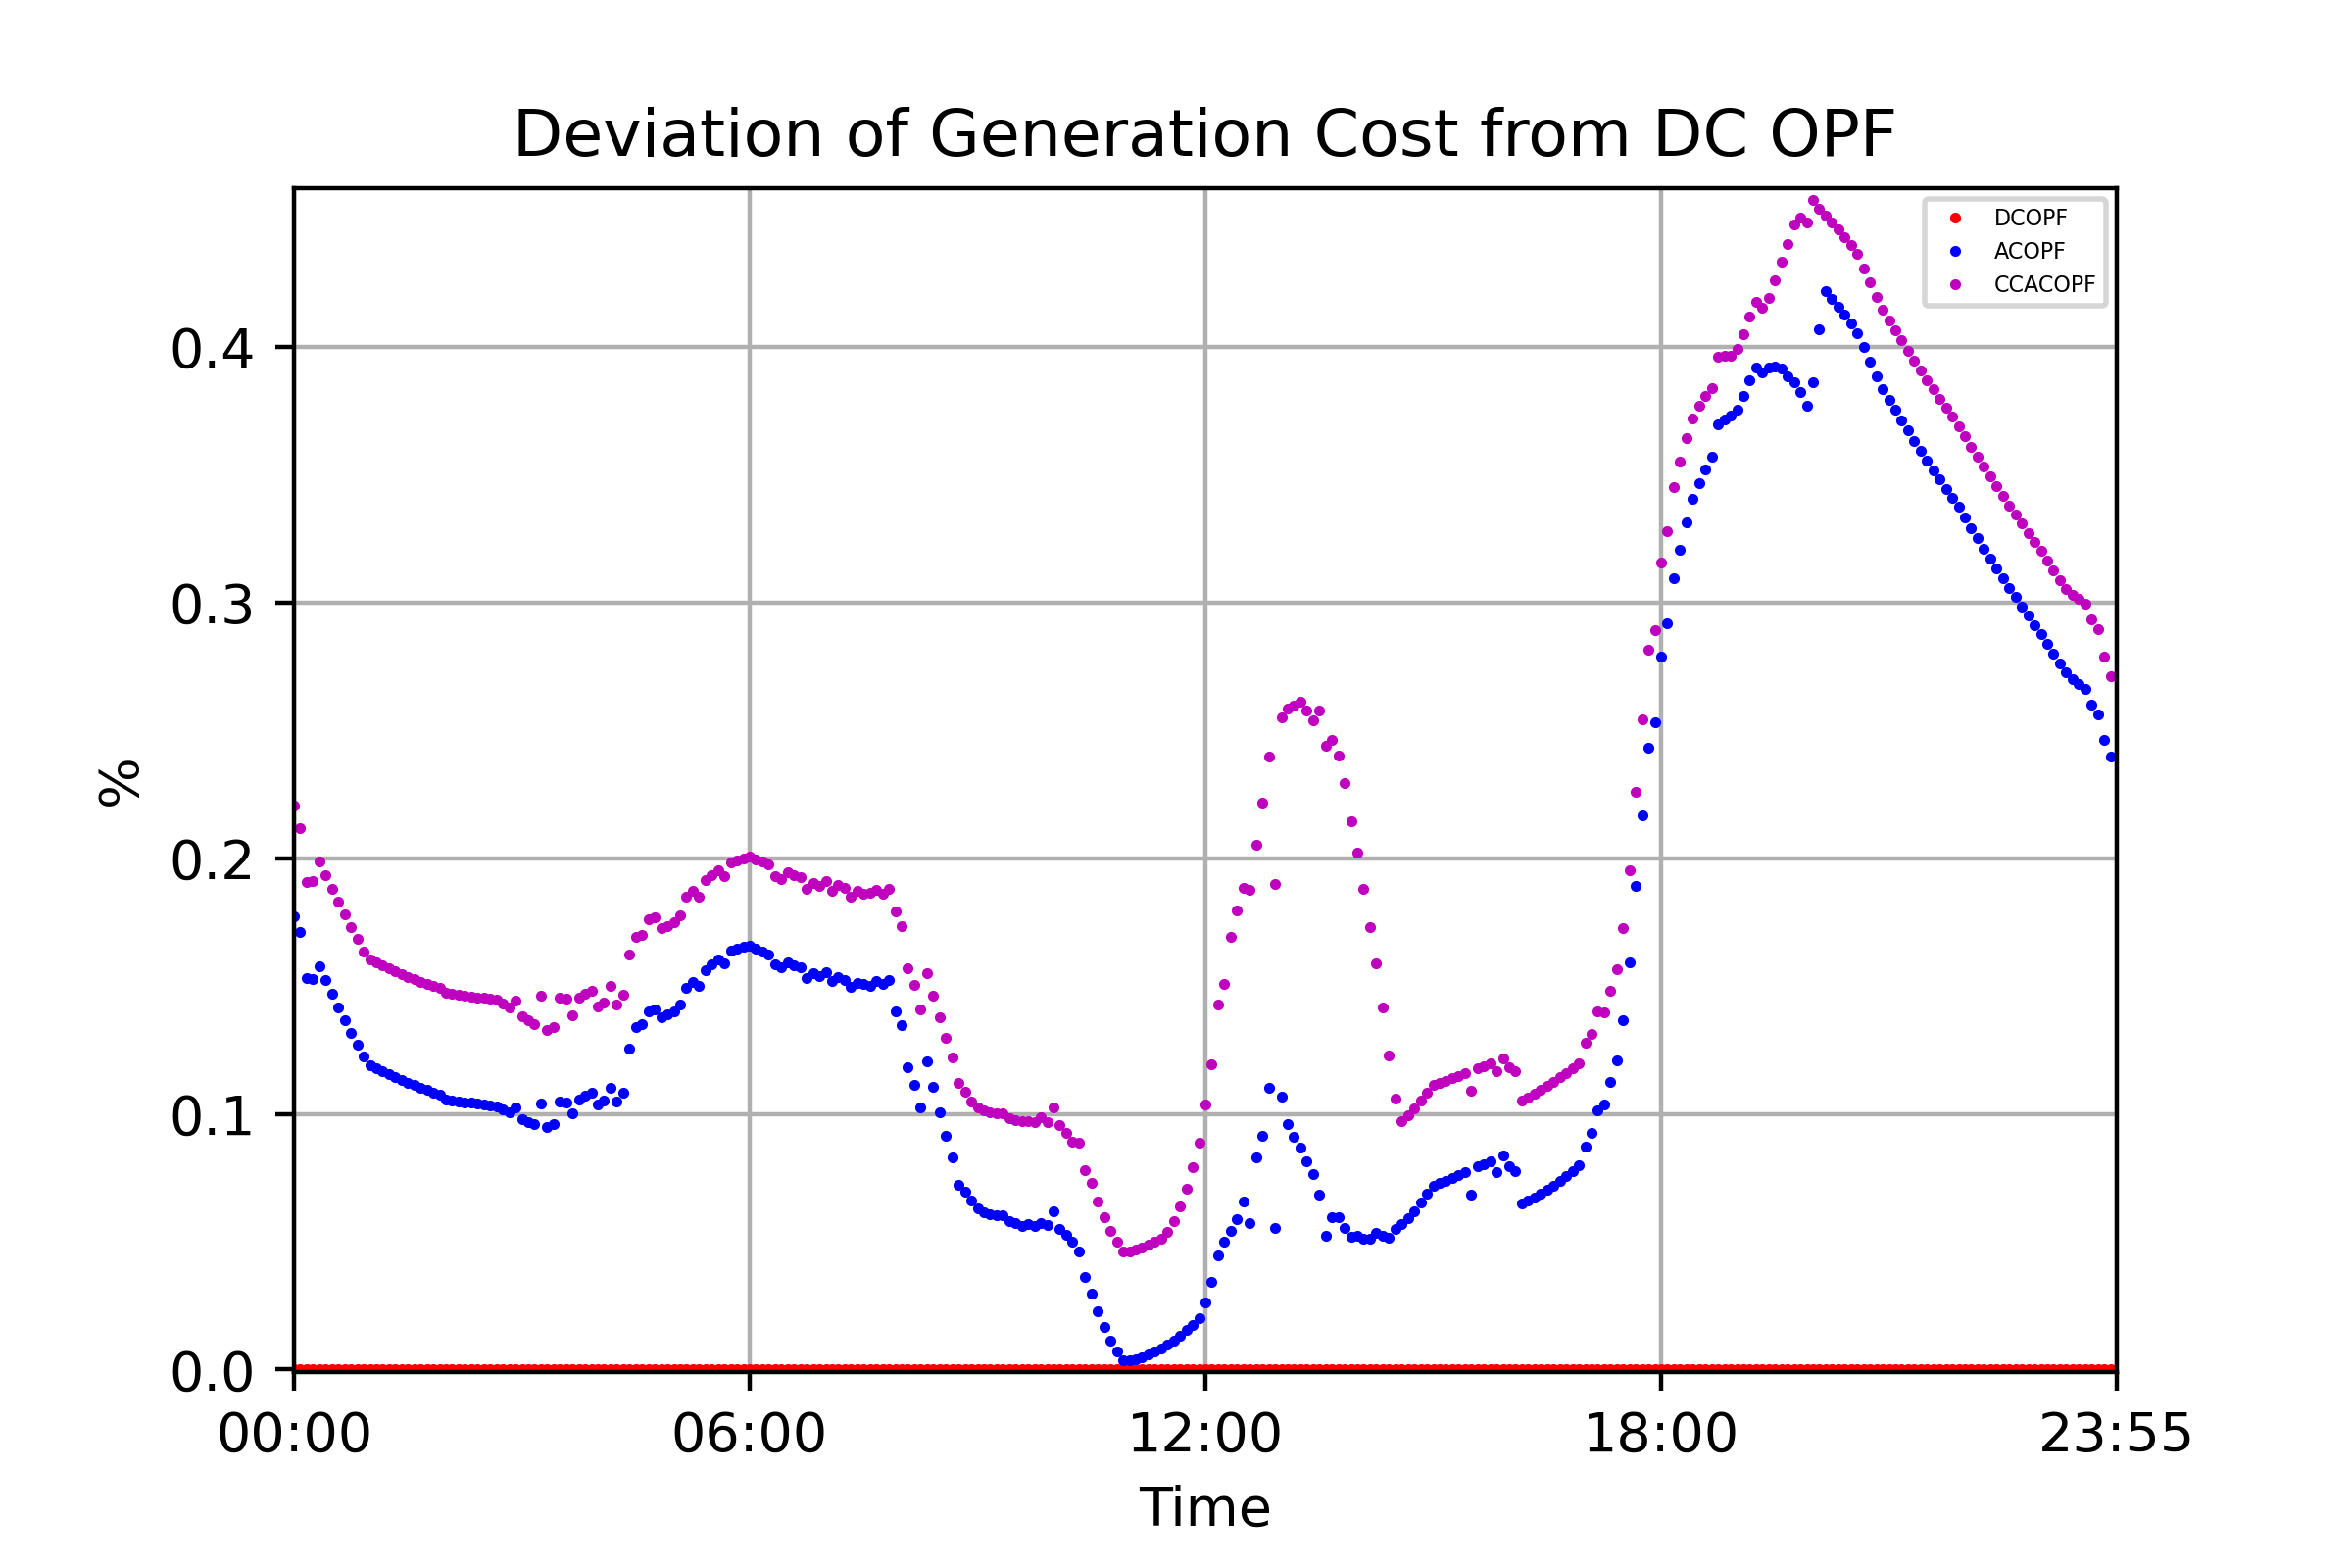 Deviation of Generation Cost from DC OPF
DCOPF
ACOPF
CCACOPF
0.4
0.3
%
0.2
0.1
0.0
00:00 06:00 12:00 18:00 23:55
Time